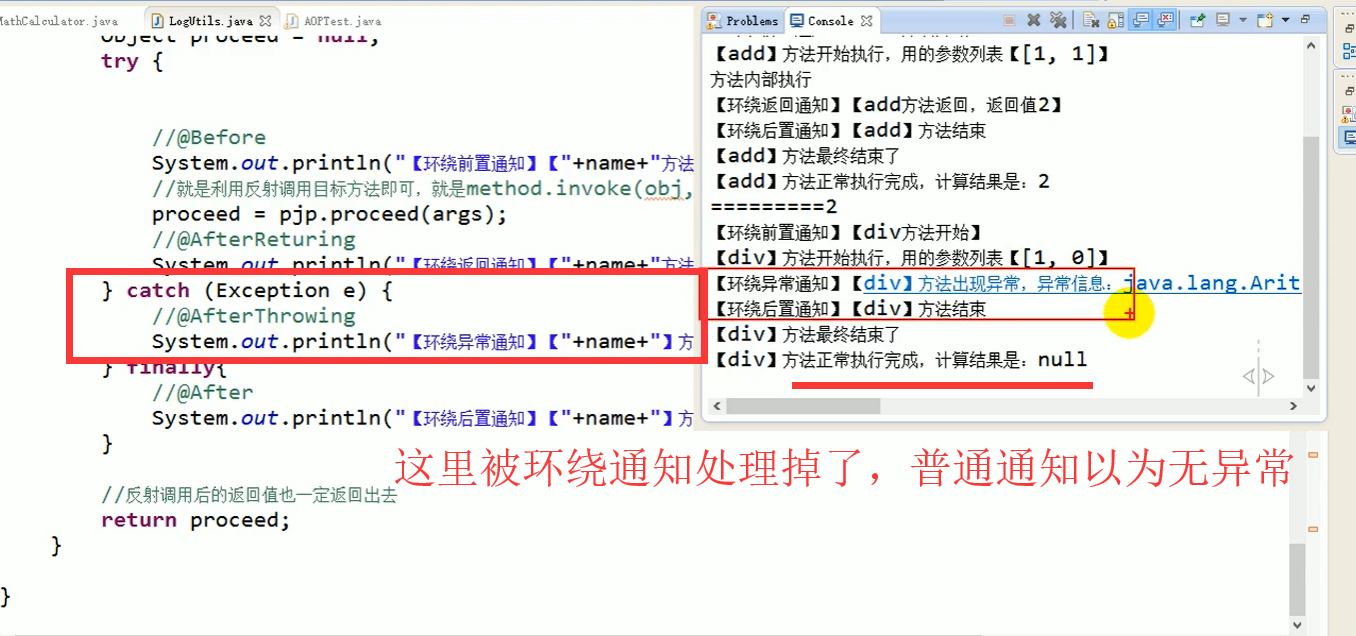 MathCalculator.java
LogUtils.java
AOPTest.java
Object proceed = null;
try {
//@Before
System.out.println("【环绕前置通知】【"+name+"方法
//就是利用反射调用目标方法即可，就是method.invoke(obj,
proceed = pjp.proceed(args);
//@AfterReturing
System.out.println("【环绕返回通知】【"+name+"方法
} catch (Exception e) {
//@AfterThrowing
System.out.println("【环绕异常通知】【"+name+"】方
} finally{
//@After
System.out.println("【环绕后置通知】【"+name+"】方
}
//反射调用后的返回值也一定返回出去
return proceed;
}
}
Problems
Console
【add】方法开始执行，用的参数列表【[1, 1]】
方法内部执行
【环绕返回通知】【add方法返回，返回值2】
【环绕后置通知】【add】方法结束
【add】方法最终结束了
【add】方法正常执行完成，计算结果是：2
=========2
【环绕前置通知】【div方法开始】
【div】方法开始执行，用的参数列表【[1, 0]】
【环绕异常通知】【div】方法出现异常，异常信息：java.lang.Arit
【环绕后置通知】【div】方法结束
【div】方法最终结束了
【div】方法正常执行完成，计算结果是：null
这里被环绕通知处理掉了，普通通知以为无异常